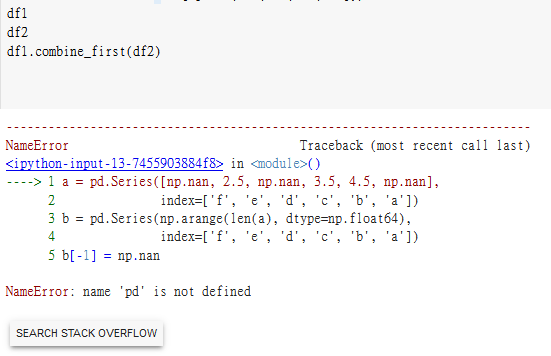 df1
df2
df1.combine_first(df2)
---------------------------------------------------------------------------
NameError                                 Traceback (most recent call last)
<ipython-input-13-7455903884f8> in <module>()
----> 1 a = pd.Series([np.nan, 2.5, np.nan, 3.5, 4.5, np.nan],
      2               index=['f', 'e', 'd', 'c', 'b', 'a'])
      3 b = pd.Series(np.arange(len(a), dtype=np.float64),
      4               index=['f', 'e', 'd', 'c', 'b', 'a'])
      5 b[-1] = np.nan
NameError: name 'pd' is not defined
SEARCH STACK OVERFLOW